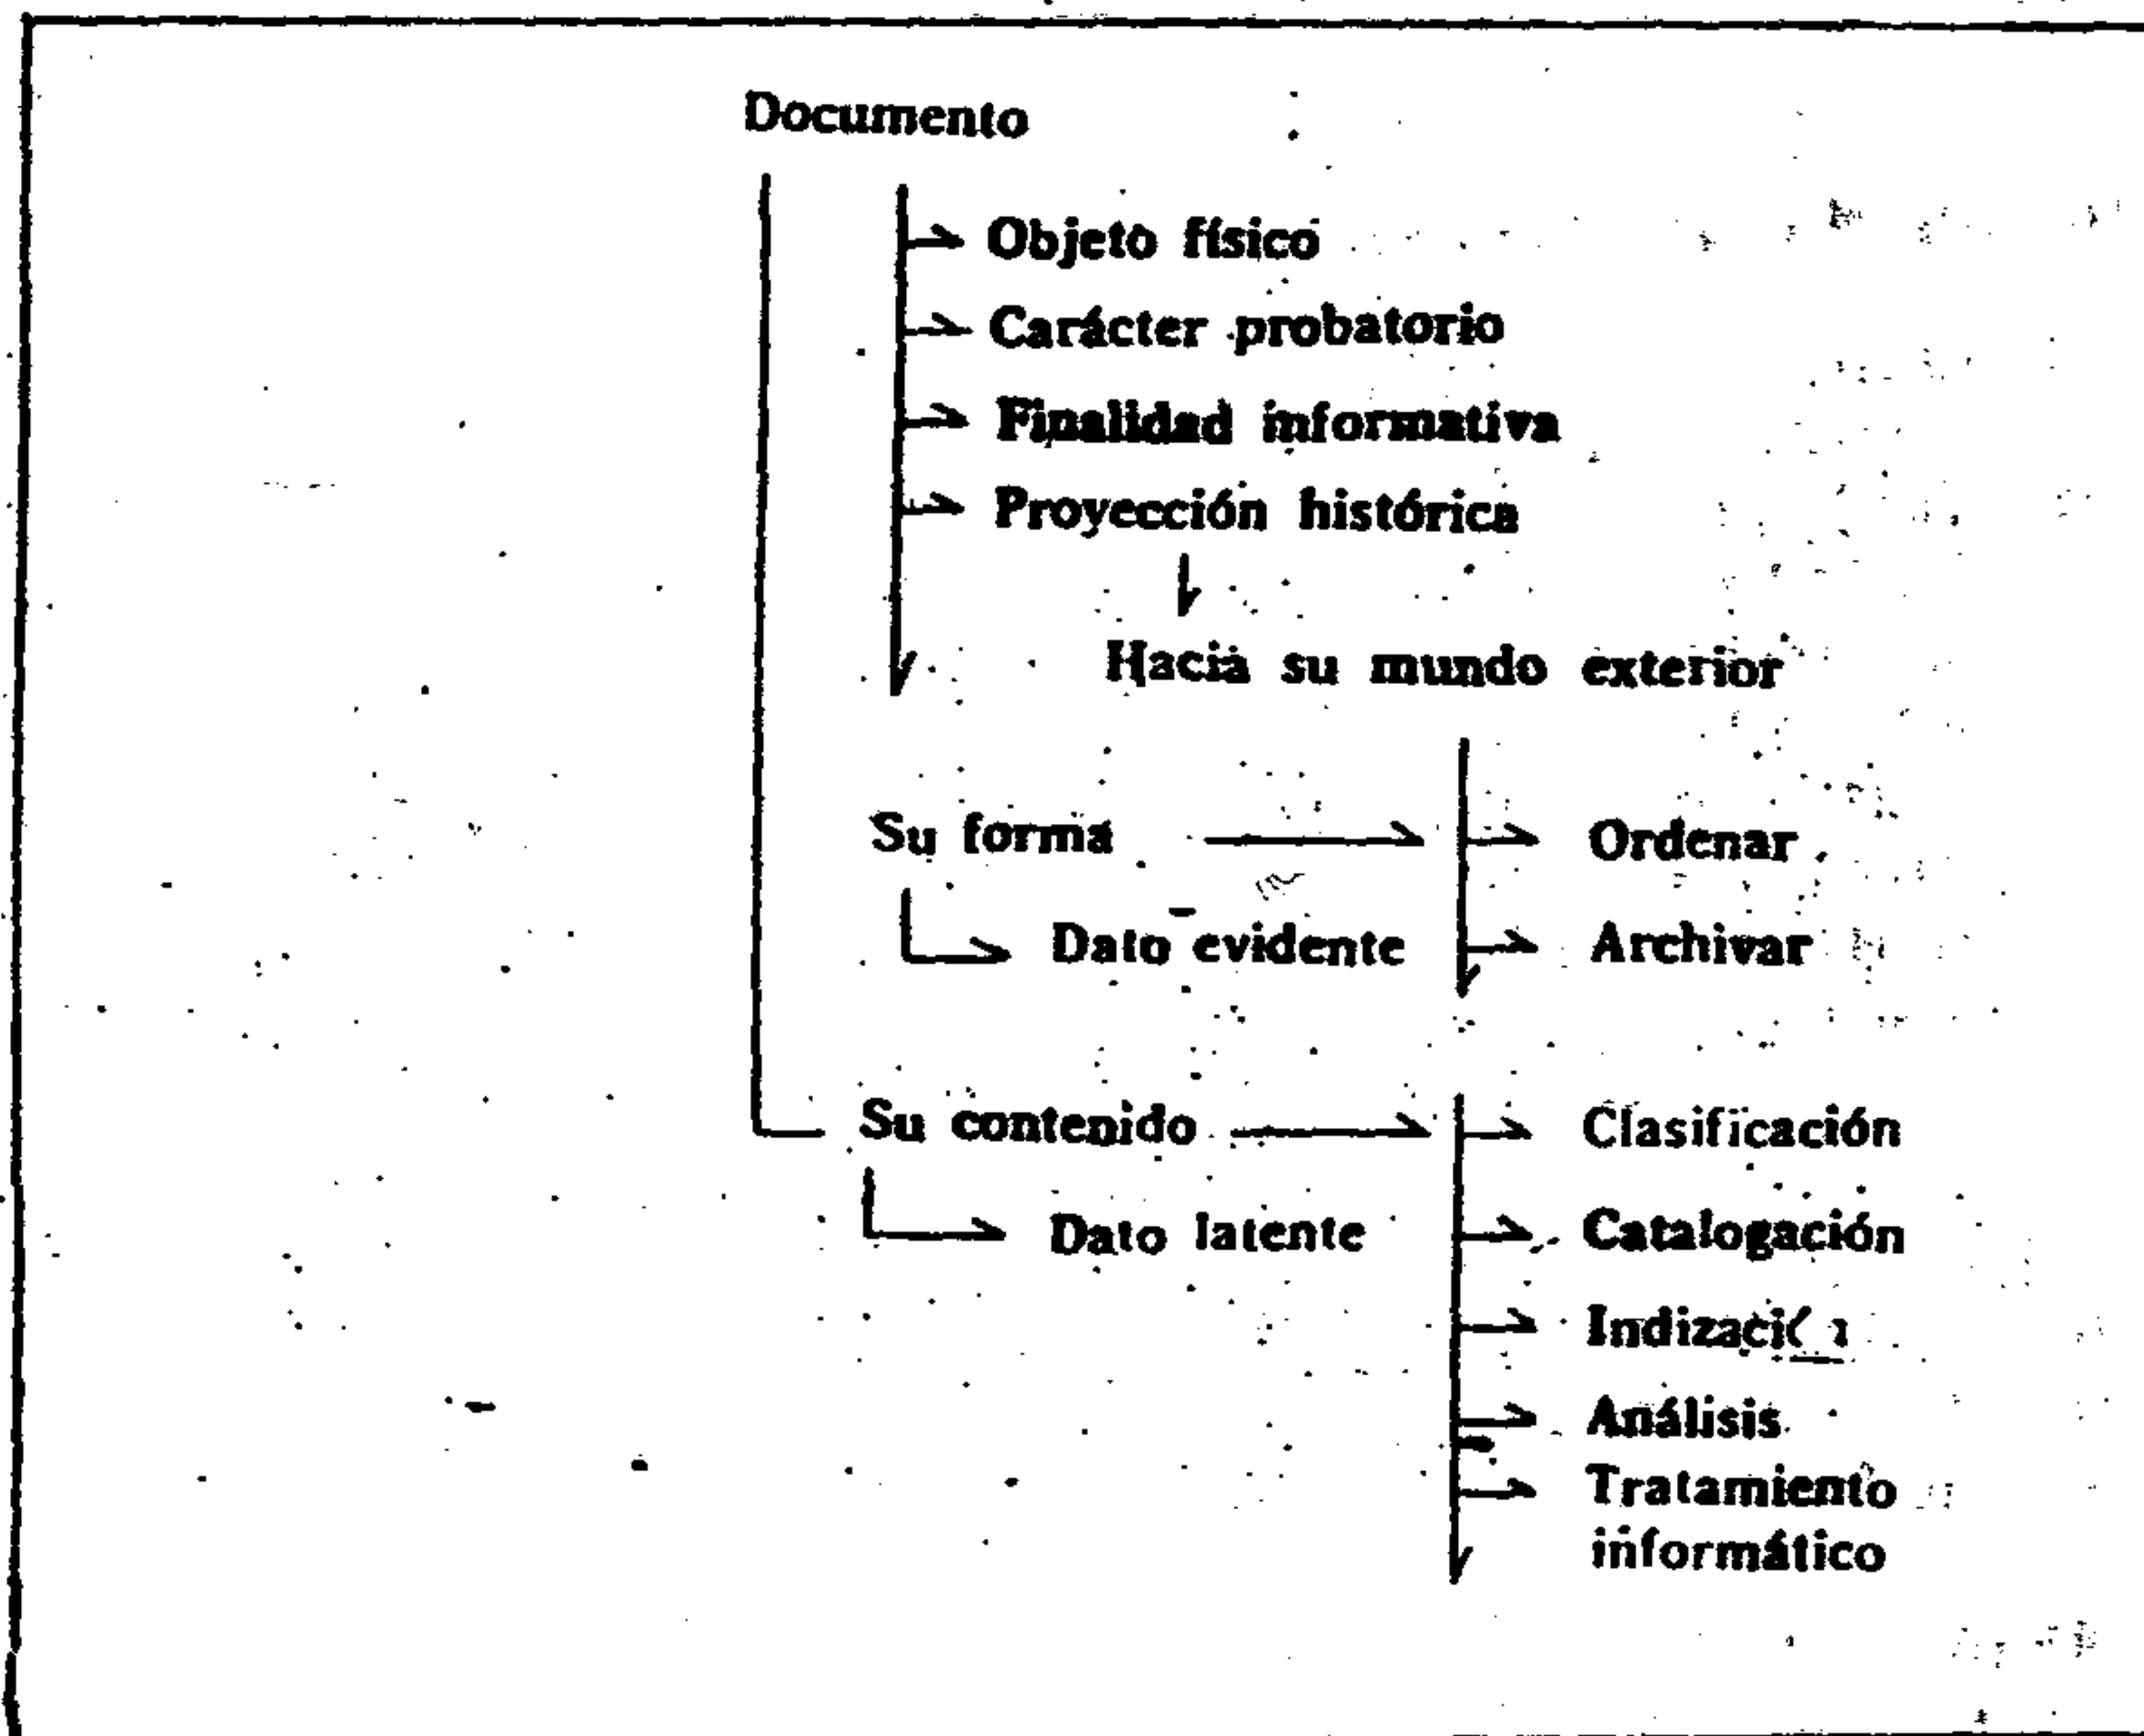 Documento
Objeto físico
Carácter probatorio
Finalidad informativa
Proyección histórica
Hacia su mundo exterior
Su forma
Ordenar
Dato evidente
Archivar
Su contenido
Clasificación
Dato latente
Catalogación
Indización
Análisis
Tratamiento
informático